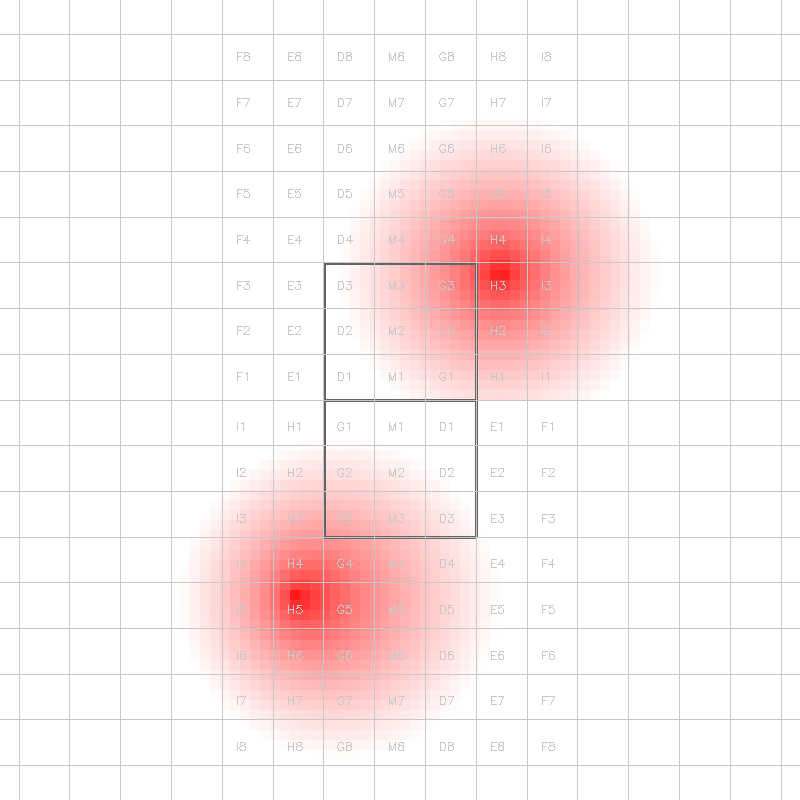 F8 E8 D8 M8 G8 H8 I8
F7 E7 D7 M7 G7 H7 I7
F6 E6 D6 M6 G6 H6 I6
F5 E5 D5 M5 G5 I5
F4 E4 D4 M4 G4 H4 I4
F3 E3 D3 M3 G3 H3 I3
F2 E2 D2 M2 G2 H2 I2
F1 E1 D1 M1 G1 H1 I1
I1 H1 G1 M1 D1 E1 F1
I2 H2 G2 M2 D2 E2 F2
I3 H3 G3 M3 D3 E3 F3
H4 G4 M4 D4 E4 F4
H5 G5 D5 E5 F5
I6 H6 G6 M6 D6 E6 F6
I7 H7 G7 M7 D7 E7 F7
I8 H8 G8 M8 D8 E8 F8